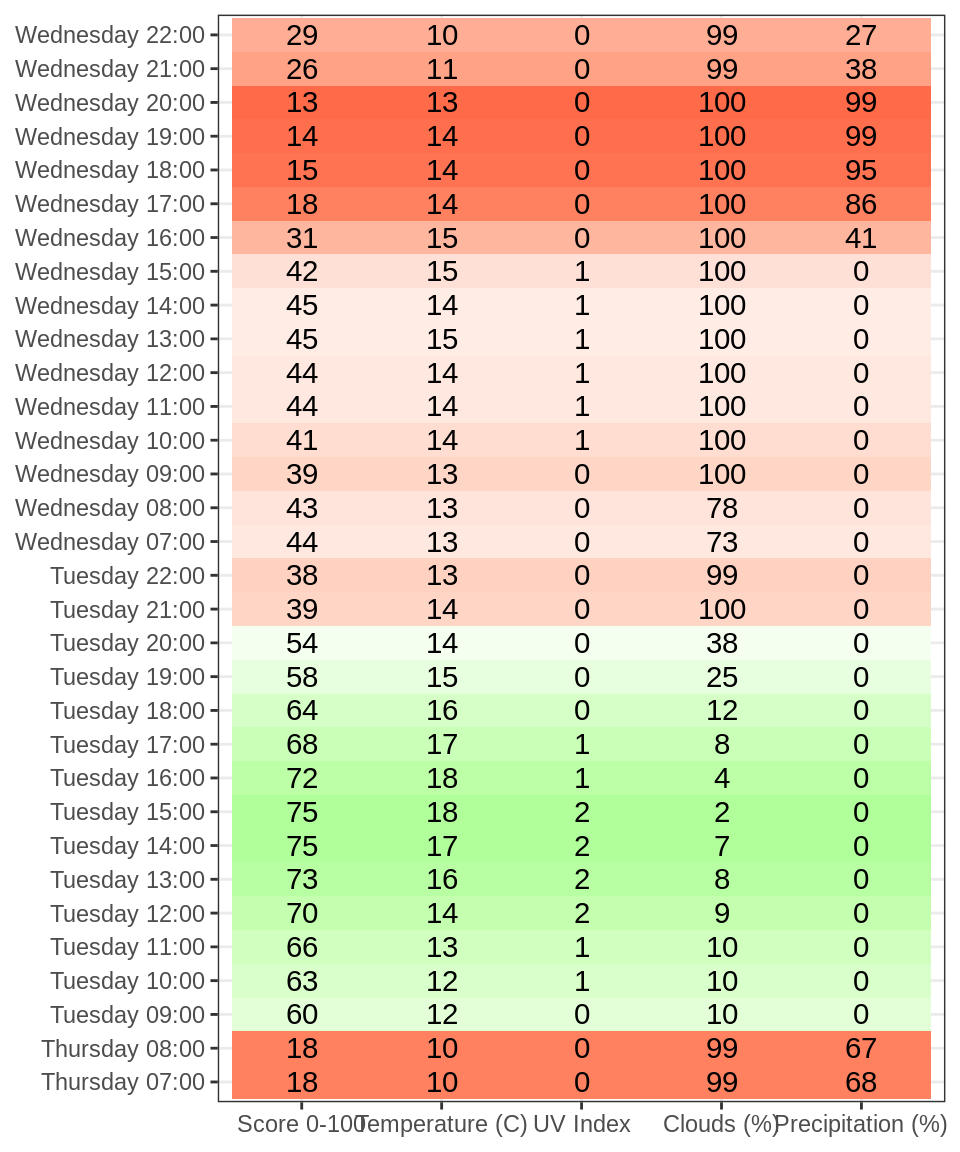 Wednesday 22:00 29 10 0 99 27
Wednesday 21:00 26 11 0 99 38
Wednesday 20:00 13 13 0 100 99
Wednesday 19:00 14 14 0 100 99
Wednesday 18:00 15 14 0 100 95
Wednesday 17:00 18 14 0 100 86
Wednesday 16:00 31 15 0 100 41
Wednesday 15:00 42 15 1 100 0
Wednesday 14:00 45 14 1 100 0
Wednesday 13:00 45 15 1 100 0
Wednesday 12:00 44 14 1 100 0
Wednesday 11:00 44 14 1 100 0
Wednesday 10:00 41 14 1 100 0
Wednesday 09:00 39 13 0 100 0
Wednesday 08:00 43 13 0 78 0
Wednesday 07:00 44 13 0 73 0
Tuesday 22:00 38 13 0 99 0
Tuesday 21:00 39 14 0 100 0
Tuesday 20:00 54 14 0 38 0
Tuesday 19:00 58 15 0 25 0
Tuesday 18:00 64 16 0 12 0
Tuesday 17:00 68 17 1 8 0
Tuesday 16:00 72 18 1 4 0
Tuesday 15:00 75 18 2 2 0
Tuesday 14:00 75 17 2 7 0
Tuesday 13:00 73 16 2 8 0
Tuesday 12:00 70 14 2 9 0
Tuesday 11:00 66 13 1 10 0
Tuesday 10:00 63 12 1 10 0
Tuesday 09:00 60 12 0 10 0
Thursday 08:00 18 10 0 99 67
Thursday 07:00 18 10 0 99 68
Score 0-100 Temperature (C) UV Index Clouds (%) Precipitation (%)